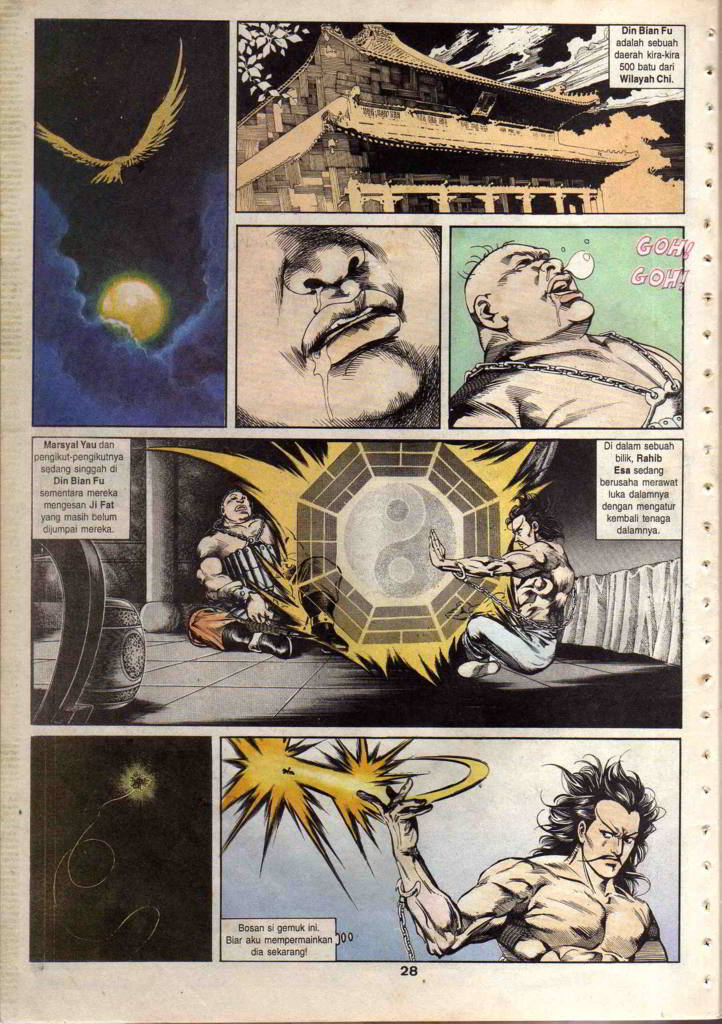 Din Bian Fu
adalah sebuah
daerah kira-kira
500 batu dari
Wilayah Chi.
GOH!
GOH!
Marsyal Yau dan
pengikut-pengikutnya
sedang singgah di
Din Bian Fu
sementara mereka
mengesan Ji Fat
yang masih belum
dijumpai mereka.
Di dalam sebuah
bilik, Rahib
Esa sedang
berusaha merawat
luka dalamnya
dengan mengatur
kembali tenaga
dalamnya.
Bosan si gemuk ini.
Biar aku mempermainkan
dia sekarang!
28